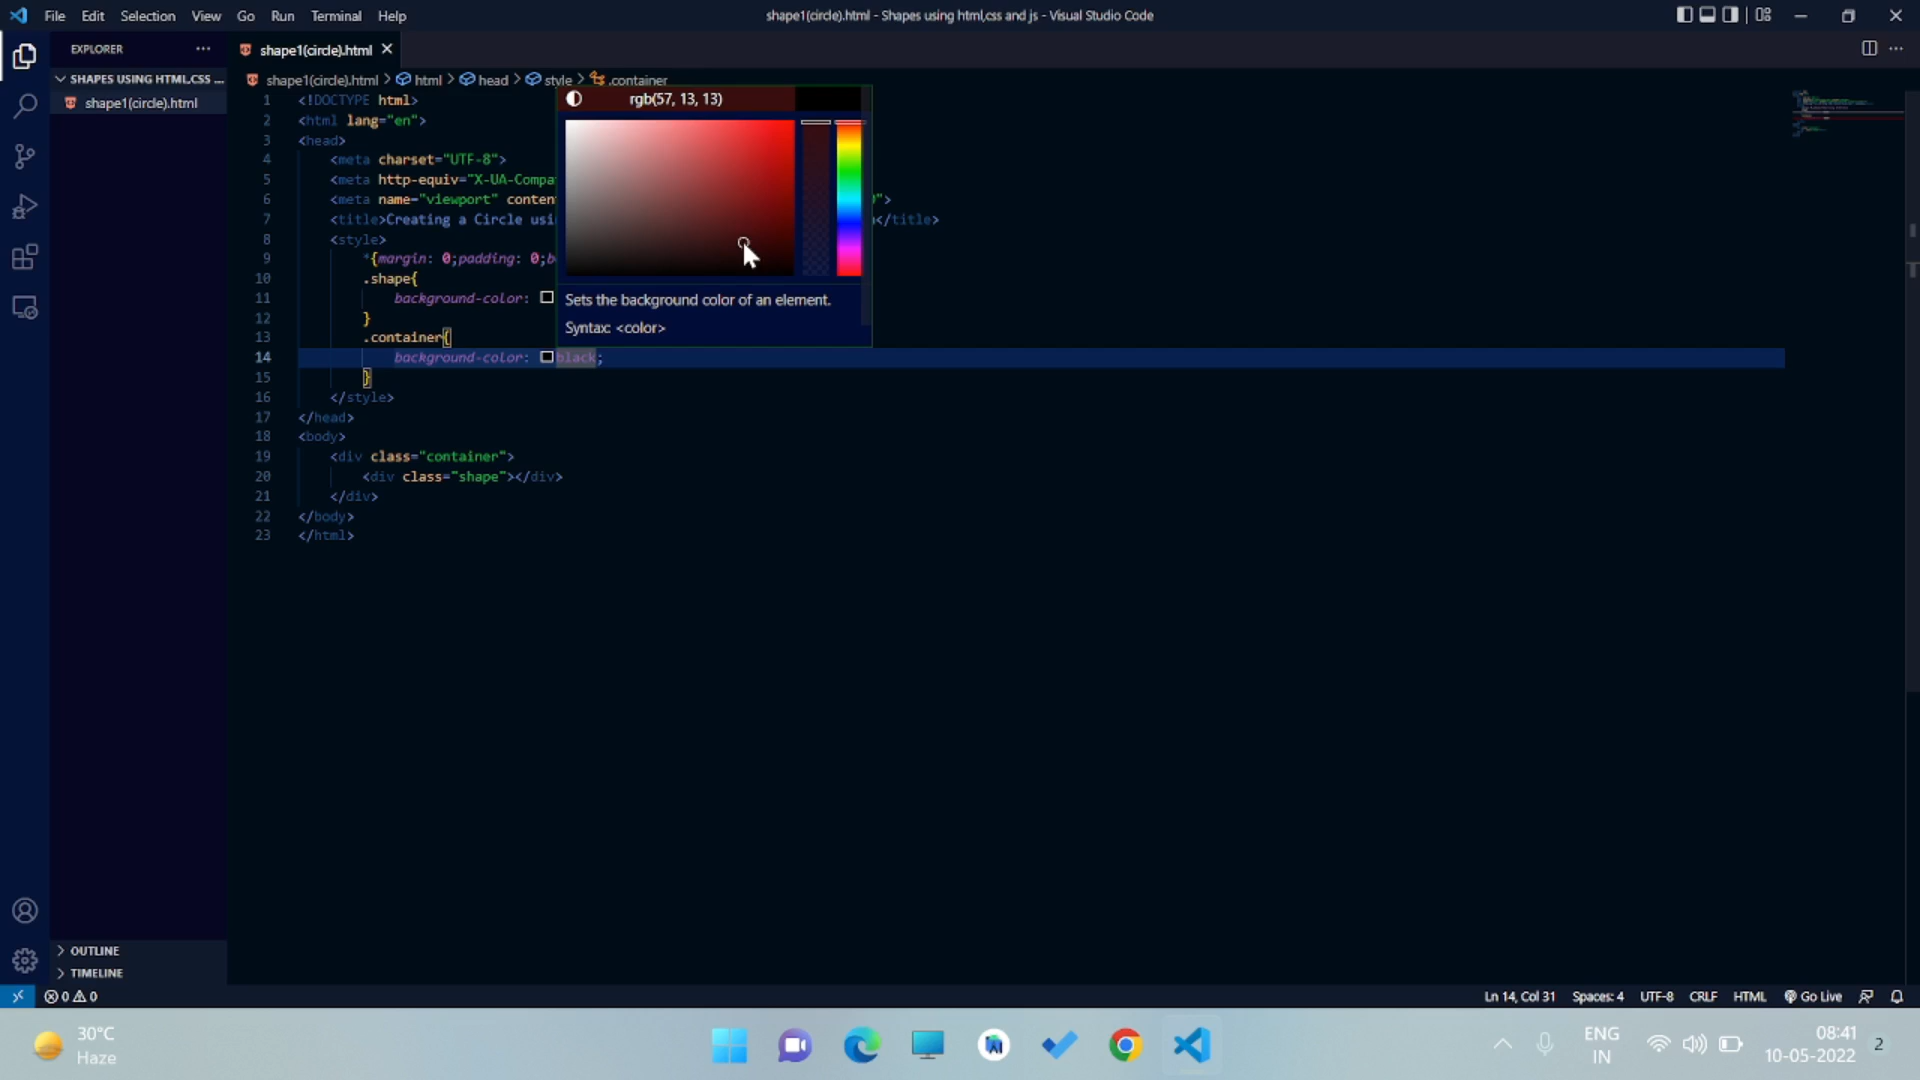 File Edit Selection View Go Run Terminal Help
shape1(circle).html - Shapes using html,css and js - Visual Studio Code
EXPLORER ···
shape1(circle).html
SHAPES USING HTML,CSS ...
shape1(circle).html
shape1(circle).html > html > head > style > .container
rgb(57, 13, 13)
Sets the background color of an element.
Syntax: <color>
1 <!DOCTYPE html>
2 <html lang="en">
3 <head>
4 <meta charset="UTF-8">
5 <meta http-equiv="X-UA-Compa
6 <meta name="viewport" conten ">
7 <title>Creating a Circle usi </title>
8 <style>
9 *{margin: 0;padding: 0;b
10 .shape{
11 background-color:
12 }
13 .container{
14 background-color: black;
15 }
16 </style>
17 </head>
18 <body>
19 <div class="container">
20 <div class="shape"></div>
21 </div>
22 </body>
23 </html>
OUTLINE
TIMELINE
0 0
Ln 14, Col 31 Spaces: 4 UTF-8 CRLF HTML Go Live
30°C
Haze
ENG
IN
08:41
10-05-2022
2